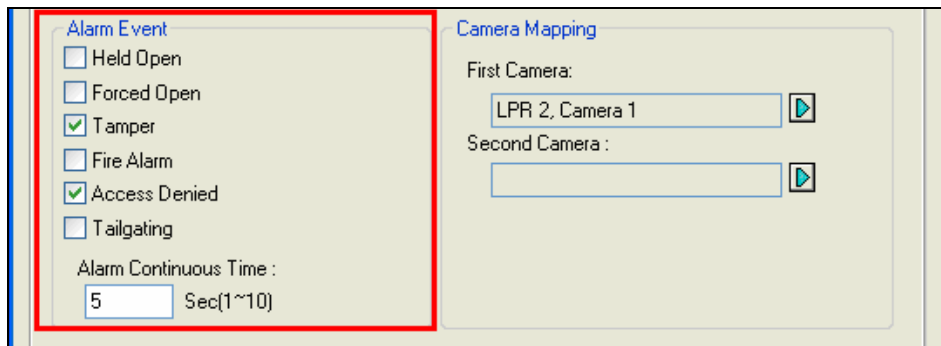 Alarm Event
Held Open
Forced Open
Tamper
Fire Alarm
Access Denied
Tailgating
Alarm Continuous Time :
5 Sec(1~10)
Camera Mapping
First Camera:
LPR 2, Camera 1
Second Camera :